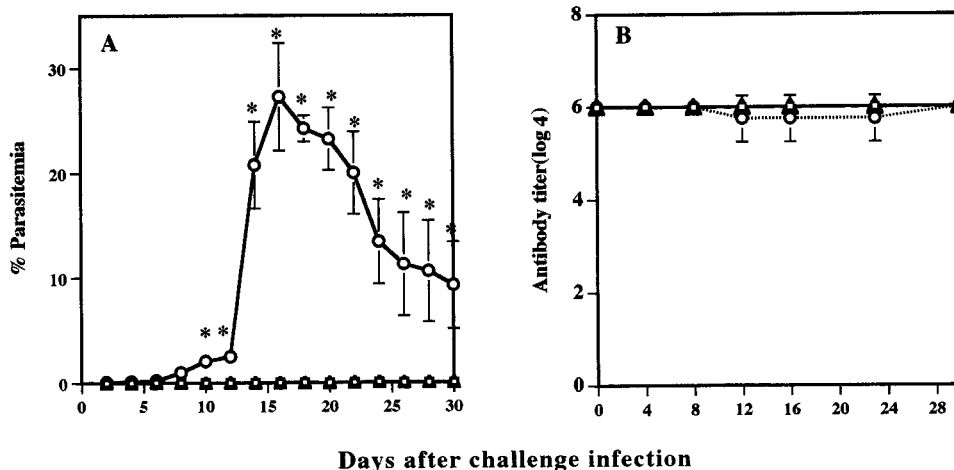 A
% Parasitemia
30
20
10
0
0 5 10 15 20 25 30
* * * * * * * * * * *
B
Antibody titer(log 4)
8
6
4
2
0
0 4 8 12 16 20 24 28
Days after challenge infection